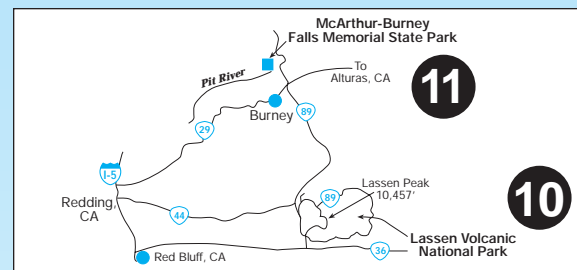 McArthur-Burney
Falls Memorial State Park
To
Alturas, CA
Pit River
11
Burney
89
29
I-5
Redding,
CA
44
89
Lassen Peak
10,457'
10
Lassen Volcanic
National Park
36
Red Bluff, CA